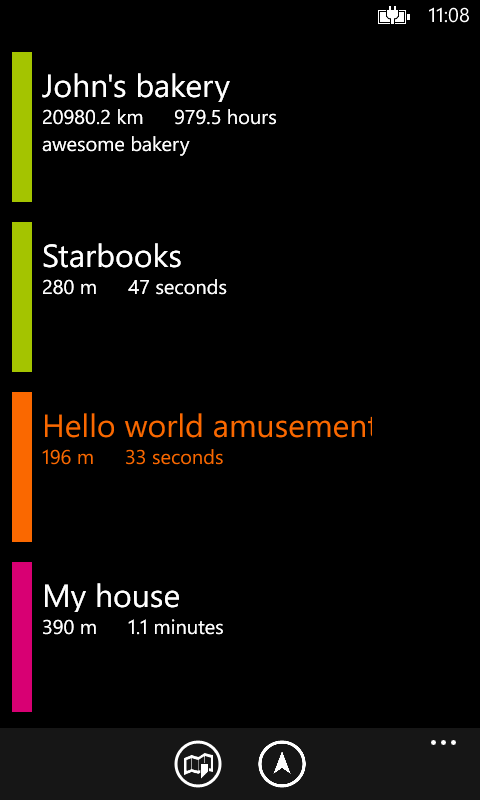 11:08
John's bakery
20980.2 km 979.5 hours
awesome bakery
Starbooks
280 m 47 seconds
Hello world amusement
196 m 33 seconds
My house
390 m 1.1 minutes